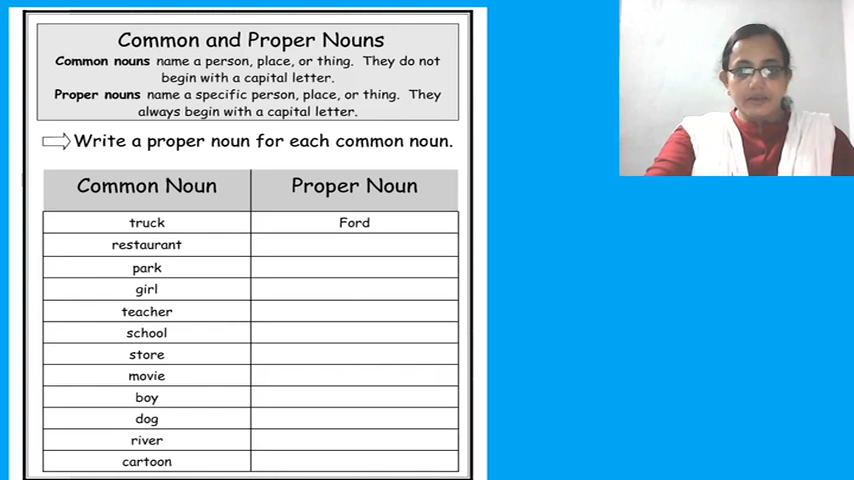 Common and Proper Nouns
Common nouns name a person, place, or thing. They do not
begin with a capital letter.
Proper nouns name a specific person, place, or thing. They
always begin with a capital letter.
Write a proper noun for each common noun.
Common Noun Proper Noun
truck Ford
restaurant
park
girl
teacher
school
store
movie
boy
dog
river
cartoon